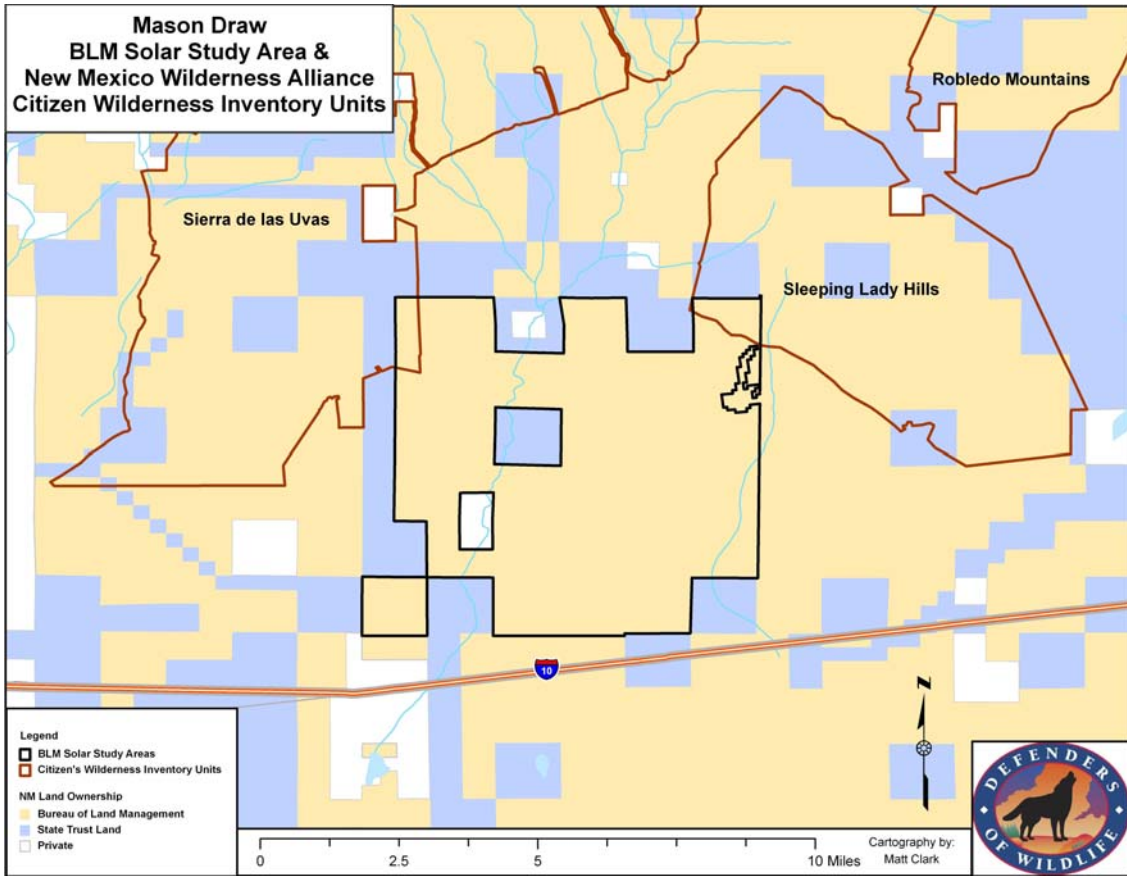 Mason Draw
BLM Solar Study Area &
New Mexico Wilderness Alliance
Citizen Wilderness Inventory Units
Robledo Mountains
Sierra de las Uvas
Sleeping Lady Hills
10
N
Legend
BLM Solar Study Areas
Citizen's Wilderness Inventory Units
NM Land Ownership
Bureau of Land Management
State Trust Land
Private
0 2.5 5 10 Miles
Cartography by:
Matt Clark
DEFENDERS
OF WILDLIFE